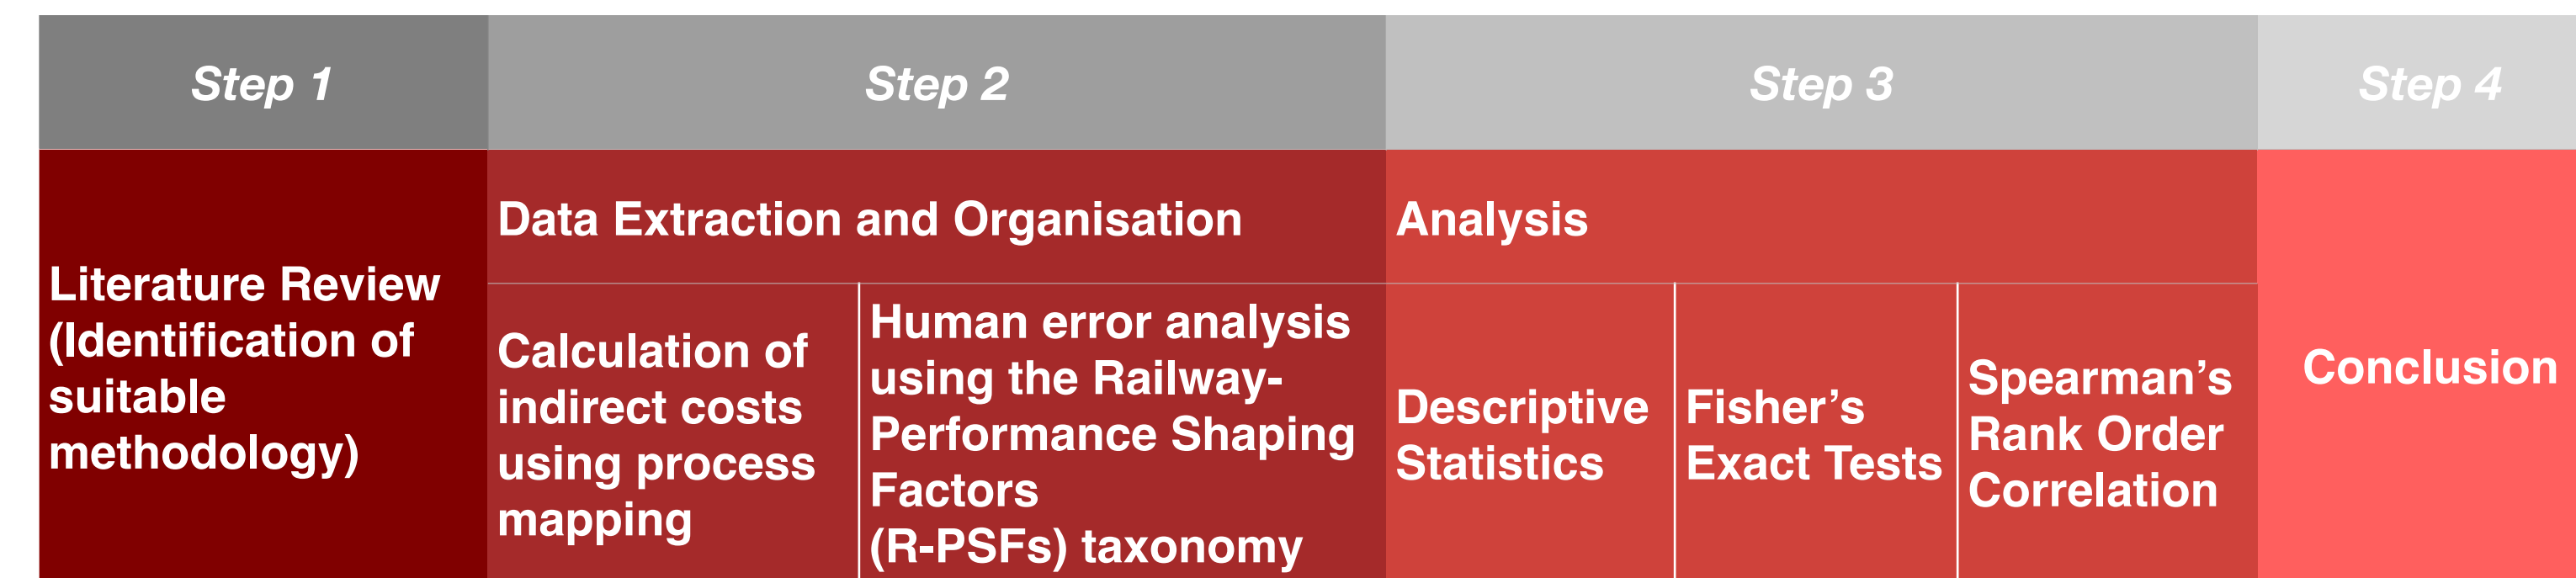 Step 1
Step 2
Step 3
Step 4
Literature Review
(Identification of
suitable
methodology)
Data Extraction and Organisation
Calculation of
indirect costs
using process
mapping
Human error analysis
using the Railway-
Performance Shaping
Factors
(R-PSFs) taxonomy
Analysis
Descriptive
Statistics
Fisher’s
Exact Tests
Spearman’s
Rank Order
Correlation
Conclusion